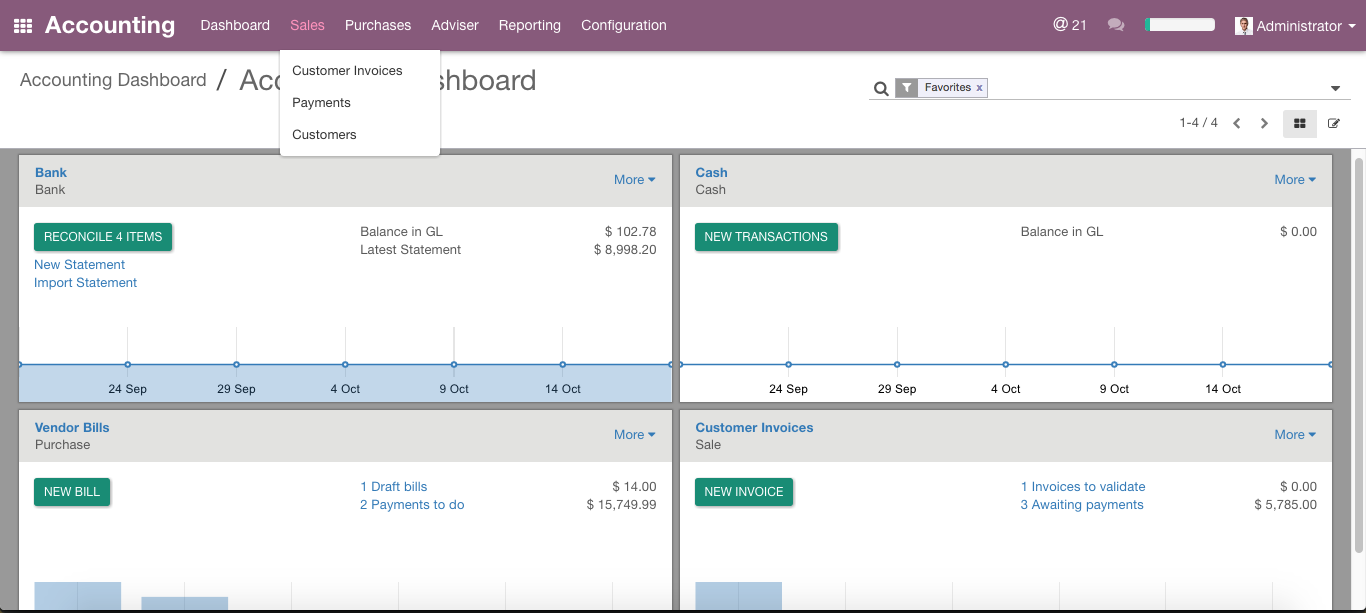 Accounting Dashboard Sales Purchases Adviser Reporting Configuration @ 21 Administrator
Customer Invoices
Payments
Customers
Accounting Dashboard / Acc shboard
Favorites x
1-4 / 4
Bank
Bank
More
RECONCILE 4 ITEMS
New Statement
Import Statement
Balance in GL $ 102.78
Latest Statement $ 8,998.20
24 Sep 29 Sep 4 Oct 9 Oct 14 Oct
Cash
Cash
More
NEW TRANSACTIONS
Balance in GL $ 0.00
24 Sep 29 Sep 4 Oct 9 Oct 14 Oct
Vendor Bills
Purchase
More
NEW BILL
1 Draft bills $ 14.00
2 Payments to do $ 15,749.99
Customer Invoices
Sale
More
NEW INVOICE
1 Invoices to validate $ 0.00
3 Awaiting payments $ 5,785.00